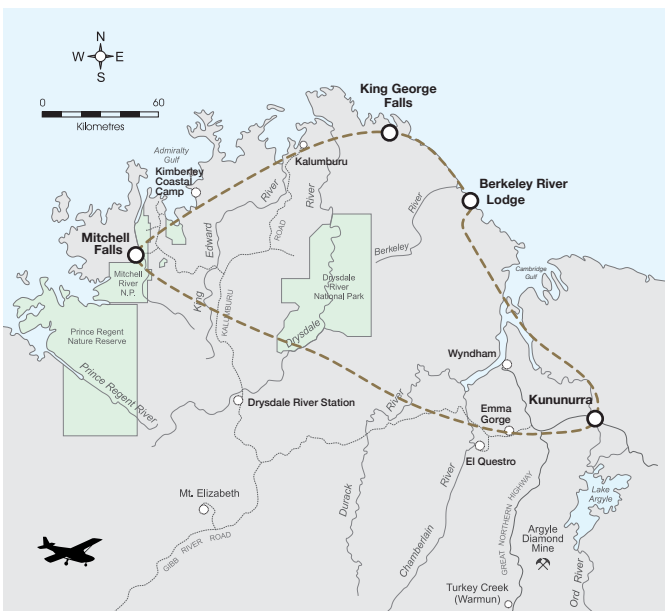 N
W E
S
0 60
Kilometres
King George
Falls
Admiralty
Gulf
Kimberley
Coastal
Camp
Kalumburu
Berkeley River
Lodge
River
River
River
Berkeley
ROAD
Edward
King
KALUMBURU
Mitchell
Falls
Mitchell
River
N.P.
Drysdale
River
National Park
Drysdale
Cambridge
Gulf
Prince Regent
Nature Reserve
Prince Regent River
Wyndham
Drysdale River Station
River
Emma
Gorge
Kununurra
El Questro
River
Durack
Chamberlain
GREAT NORTHERN HIGHWAY
Lake
Argyle
Mt. Elizabeth
GIBB RIVER ROAD
Argyle
Diamond
Mine
Turkey Creek
(Warmun)
Ord River